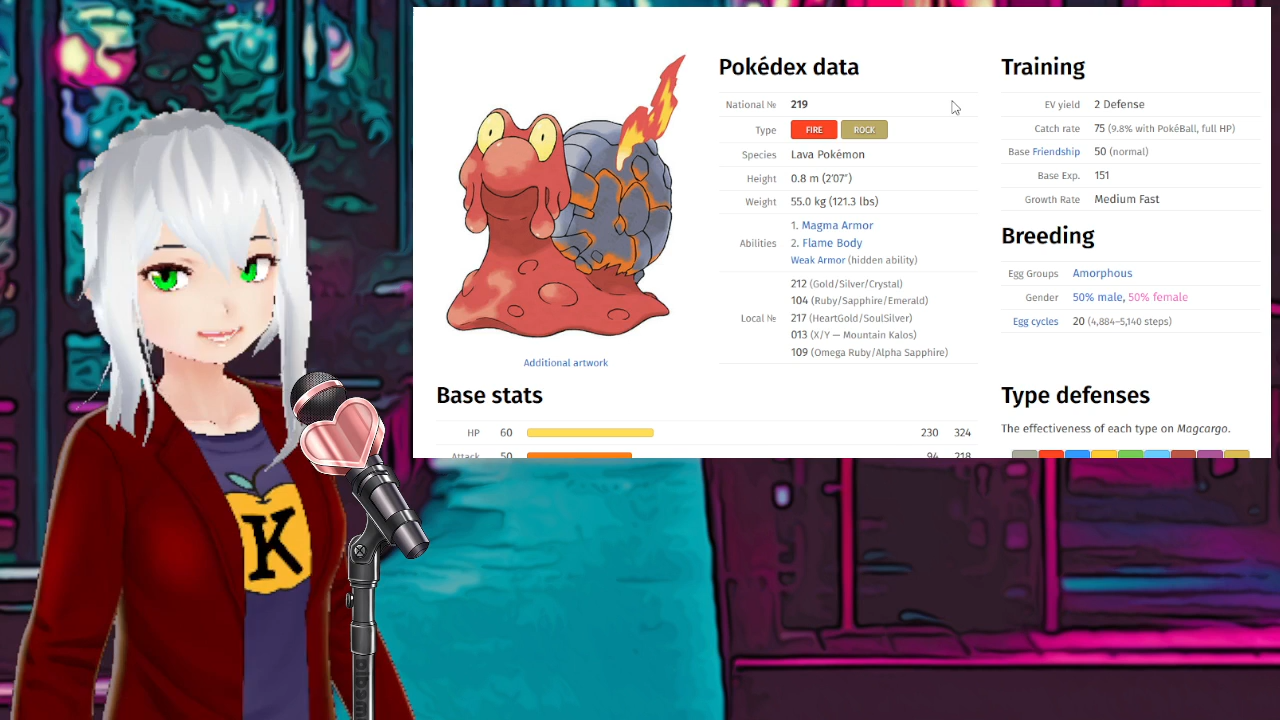 Pokédex data
National № 219
Type FIRE ROCK
Species Lava Pokémon
Height 0.8 m (2′07″)
Weight 55.0 kg (121.3 lbs)
Abilities
1. Magma Armor
2. Flame Body
Weak Armor (hidden ability)
Local №
212 (Gold/Silver/Crystal)
104 (Ruby/Sapphire/Emerald)
217 (HeartGold/SoulSilver)
013 (X/Y — Mountain Kalos)
109 (Omega Ruby/Alpha Sapphire)
Training
EV yield 2 Defense
Catch rate 75 (9.8% with PokéBall, full HP)
Base Friendship 50 (normal)
Base Exp. 151
Growth Rate Medium Fast
Breeding
Egg Groups Amorphous
Gender 50% male, 50% female
Egg cycles 20 (4,884–5,140 steps)
Additional artwork
Base stats
HP 60 230 324
Attack 50 94 218
Type defenses
The effectiveness of each type on Magcargo.
K